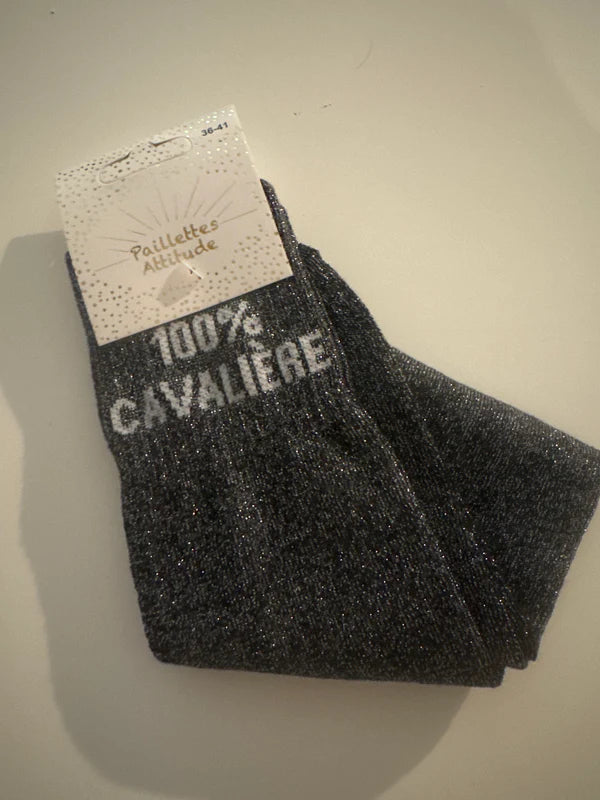 36-41
Paillettes
Attitude
100%
CAVALIÈRE